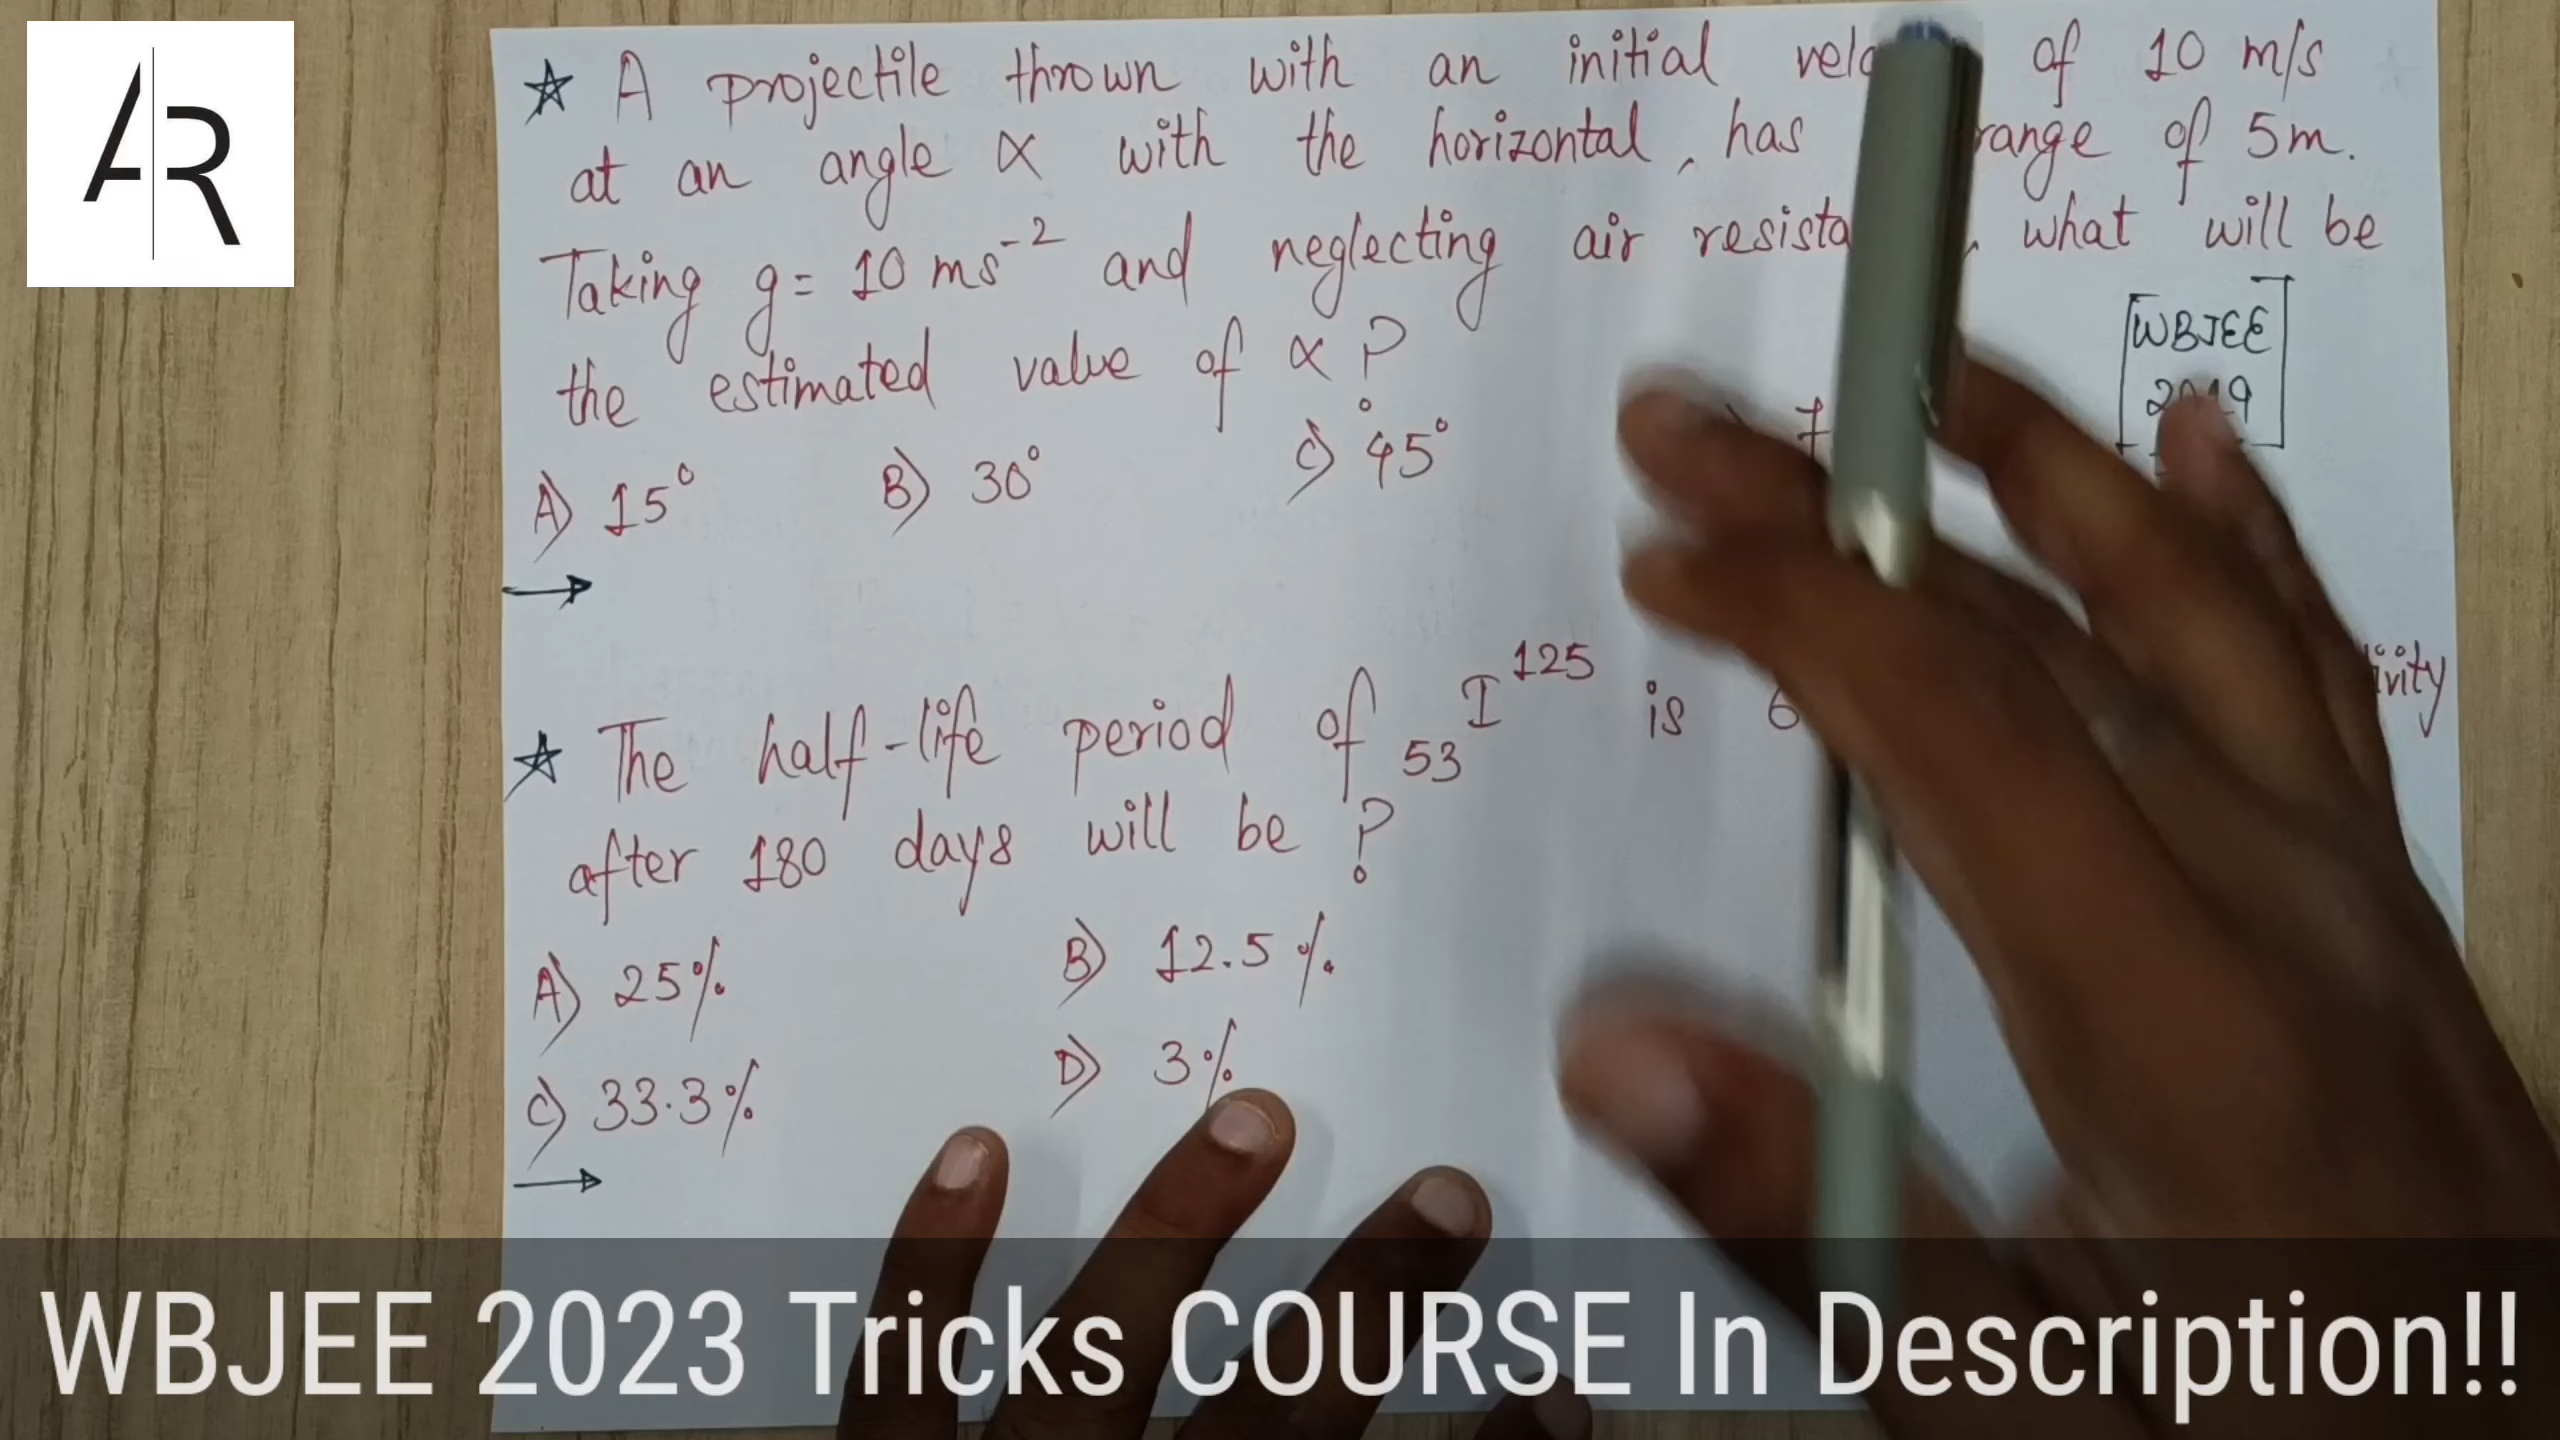 AR
☆ A projectile thrown with an initial of 10 m/s
at an angle ∝ with the horizontal, has range of 5m.
Taking g = 10 ms⁻² and neglecting air what will be
the estimated value of ∝ ?
[WBJEE
2019]
A) 15° B) 30° C) 45°
☆ The half-life period of ₅₃I¹²⁵ is
after 180 days will be ?
A) 25% B) 12.5%
C) 33.3% D) 3%
WBJEE 2023 Tricks COURSE In Description!!